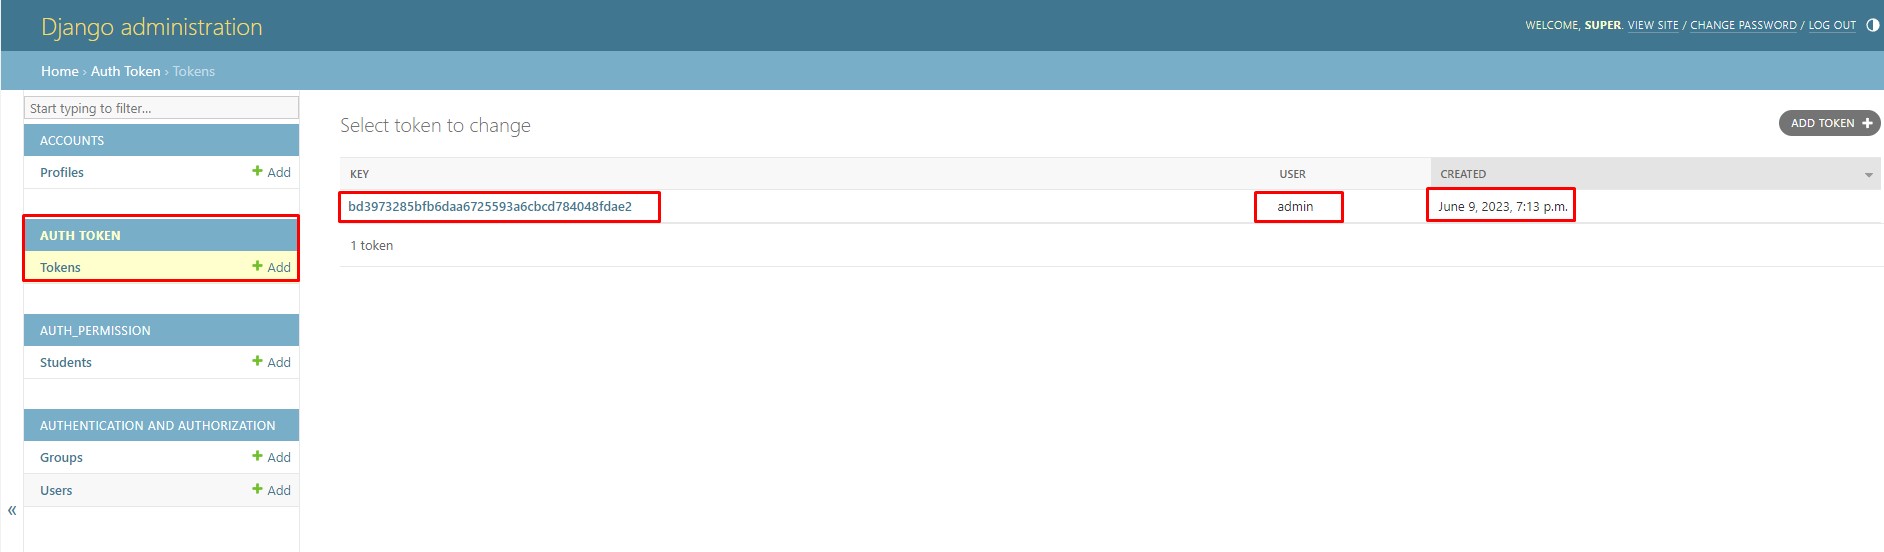 Django administration
WELCOME, SUPER. VIEW SITE / CHANGE PASSWORD / LOG OUT
Home › Auth Token › Tokens
Start typing to filter...
ACCOUNTS
Profiles + Add
AUTH TOKEN
Tokens + Add
AUTH_PERMISSION
Students + Add
AUTHENTICATION AND AUTHORIZATION
Groups + Add
Users + Add
«
Select token to change
ADD TOKEN +
KEY USER CREATED
bd3973285bfb6daa6725593a6cbcd784048fdae2 admin June 9, 2023, 7:13 p.m.
1 token